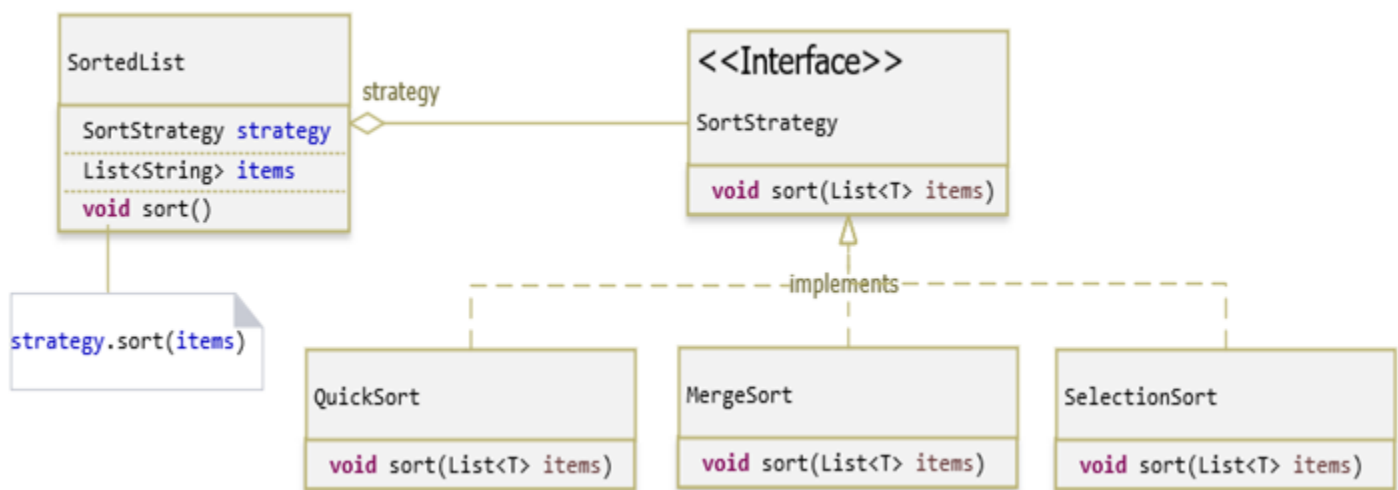 SortedList
SortStrategy strategy
List<String> items
void sort()
strategy.sort(items)
strategy
<<Interface>>
SortStrategy
void sort(List<T> items)
implements
QuickSort
void sort(List<T> items)
MergeSort
void sort(List<T> items)
SelectionSort
void sort(List<T> items)